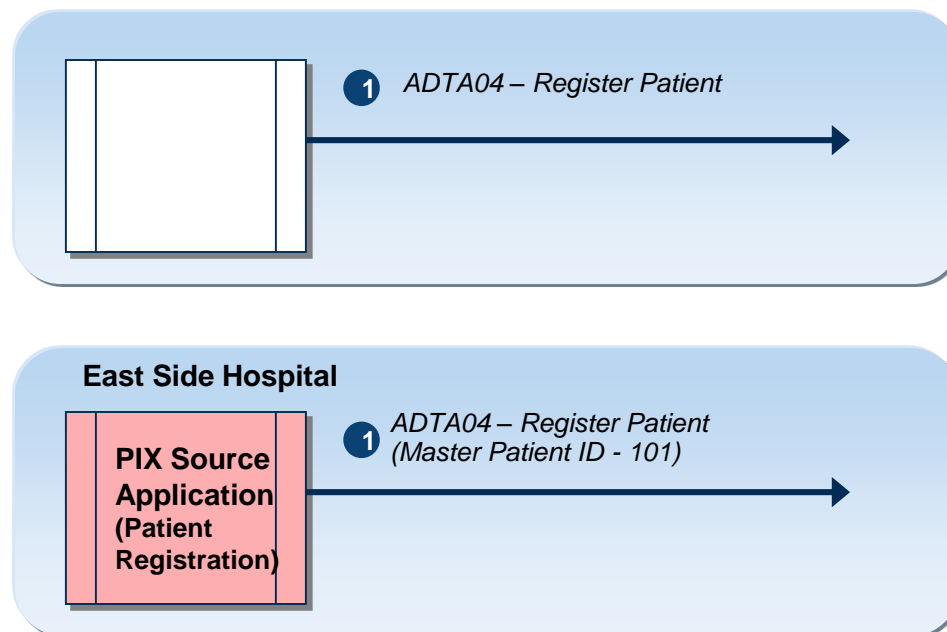 1 ADTA04 – Register Patient
East Side Hospital
1 ADTA04 – Register Patient
(Master Patient ID - 101)
PIX Source
Application
(Patient
Registration)